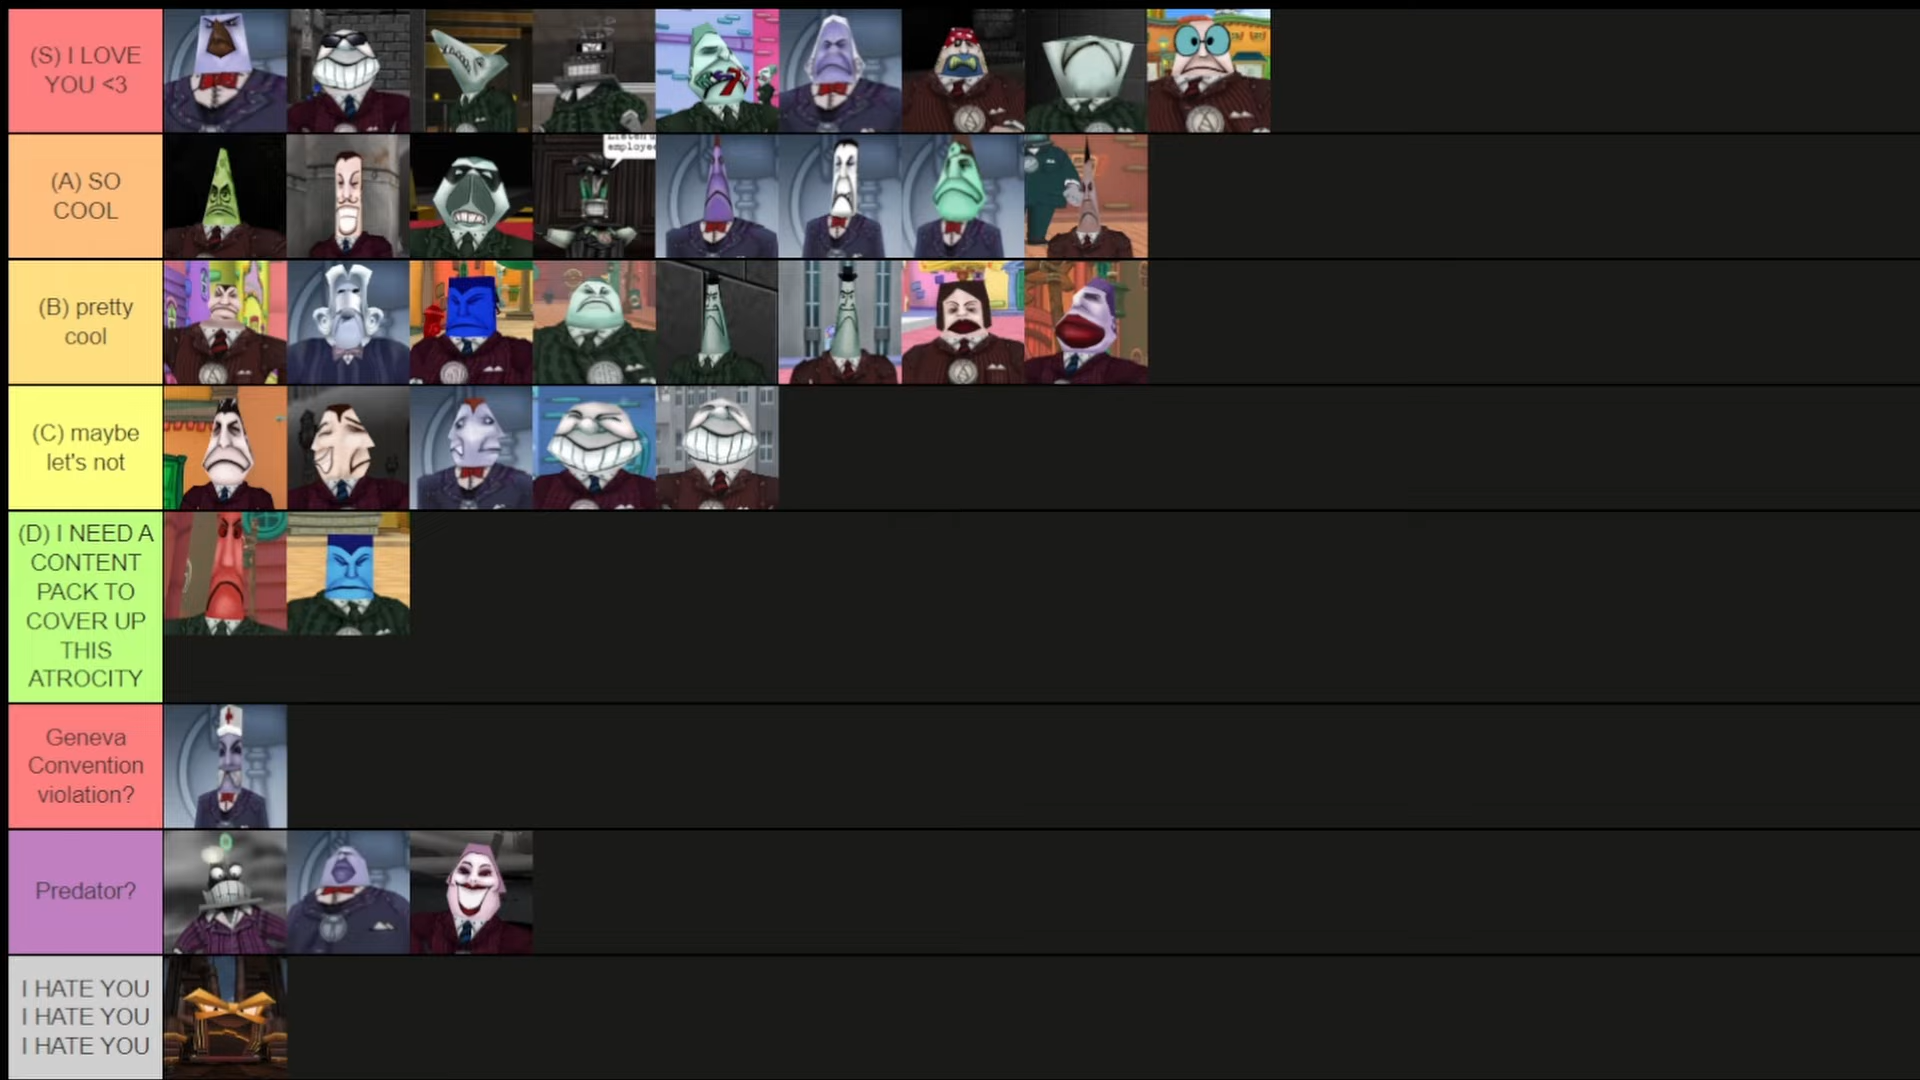 (S) I LOVE
YOU <3
(A) SO
COOL
employee
(B) pretty
cool
(C) maybe
let's not
(D) I NEED A
CONTENT
PACK TO
COVER UP
THIS
ATROCITY
Geneva
Convention
violation?
Predator?
I HATE YOU
I HATE YOU
I HATE YOU